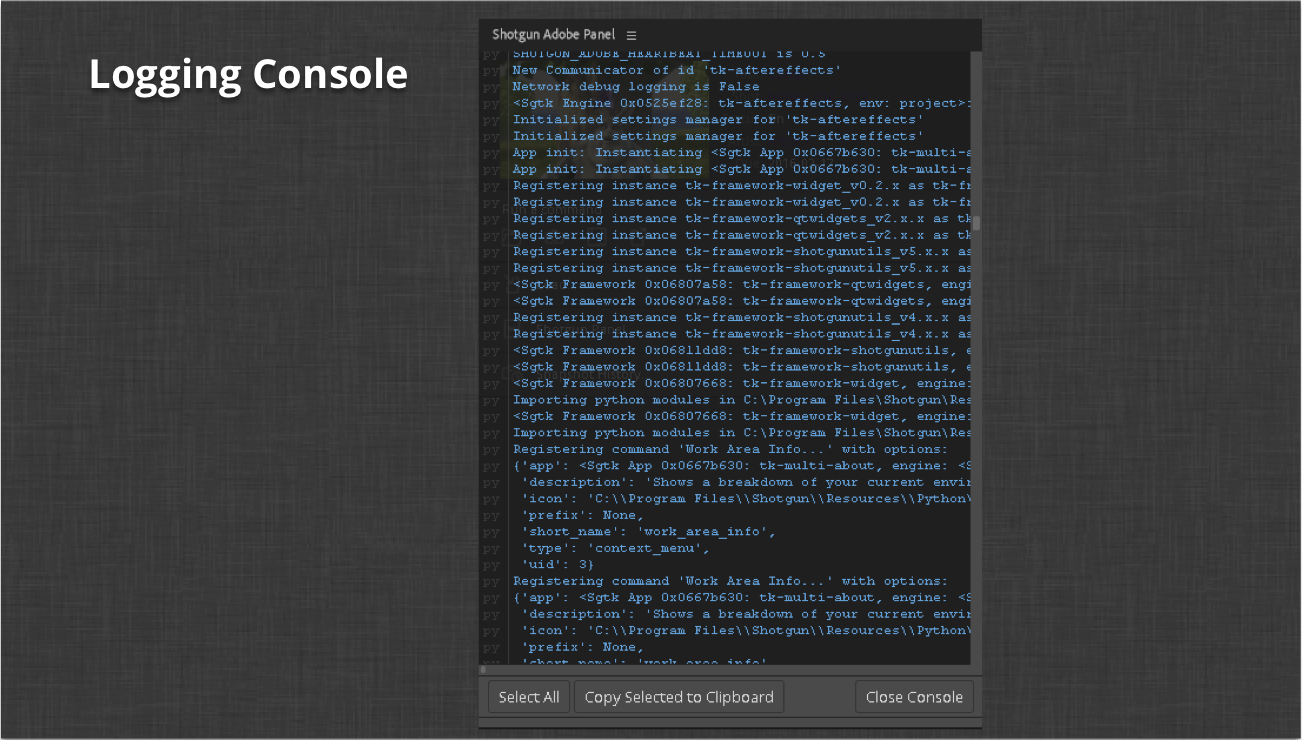 Logging Console
Shotgun Adobe Panel
py SHOTGUN_ADOBE_HEARTBEAT_TIMEOUT is 0.5
py New Communicator of id 'tk-aftereffects'
py Network debug logging is False
py <Sgtk Engine 0x0525ef28: tk-aftereffects, env: project>:
py Initialized settings manager for 'tk-aftereffects'
py Initialized settings manager for 'tk-aftereffects'
py App init: Instantiating <Sgtk App 0x0667b630: tk-multi-a
py App init: Instantiating <Sgtk App 0x0667b630: tk-multi-a
py Registering instance tk-framework-widget_v0.2.x as tk-fr
py Registering instance tk-framework-widget_v0.2.x as tk-fr
py Registering instance tk-framework-qtwidgets_v2.x.x as tk
py Registering instance tk-framework-qtwidgets_v2.x.x as tk
py Registering instance tk-framework-shotgunutils_v5.x.x as
py Registering instance tk-framework-shotgunutils_v5.x.x as
py <Sgtk Framework 0x06807a58: tk-framework-qtwidgets, engi
py <Sgtk Framework 0x06807a58: tk-framework-qtwidgets, engi
py Registering instance tk-framework-shotgunutils_v4.x.x as
py Registering instance tk-framework-shotgunutils_v4.x.x as
py <Sgtk Framework 0x06811dd8: tk-framework-shotgunutils, e
py <Sgtk Framework 0x06811dd8: tk-framework-shotgunutils, e
py <Sgtk Framework 0x06807668: tk-framework-widget, engine:
py Importing python modules in C:\Program Files\Shotgun\Res
py <Sgtk Framework 0x06807668: tk-framework-widget, engine:
py Importing python modules in C:\Program Files\Shotgun\Res
py Registering command 'Work Area Info...' with options:
py {'app': <Sgtk App 0x0667b630: tk-multi-about, engine: <S
py 'description': 'Shows a breakdown of your current envir
py 'icon': 'C:\\Program Files\\Shotgun\\Resources\\Python\
py 'prefix': None,
py 'short_name': 'work_area_info',
py 'type': 'context_menu',
py 'uid': 3}
py Registering command 'Work Area Info...' with options:
py {'app': <Sgtk App 0x0667b630: tk-multi-about, engine: <S
py 'description': 'Shows a breakdown of your current envir
py 'icon': 'C:\\Program Files\\Shotgun\\Resources\\Python\
py 'prefix': None,
py 'short_name': 'work_area_info',
Select All Copy Selected to Clipboard Close Console